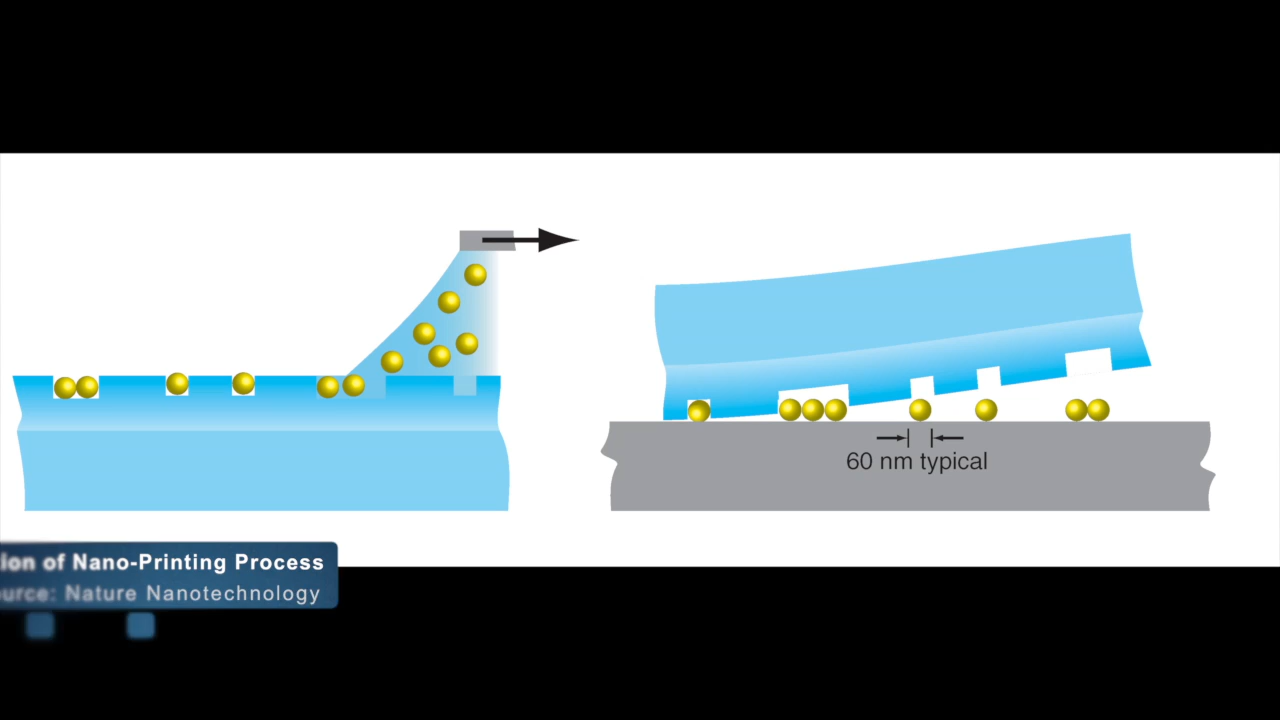 60 nm typical
ion of Nano-Printing Process
urce: Nature Nanotechnology